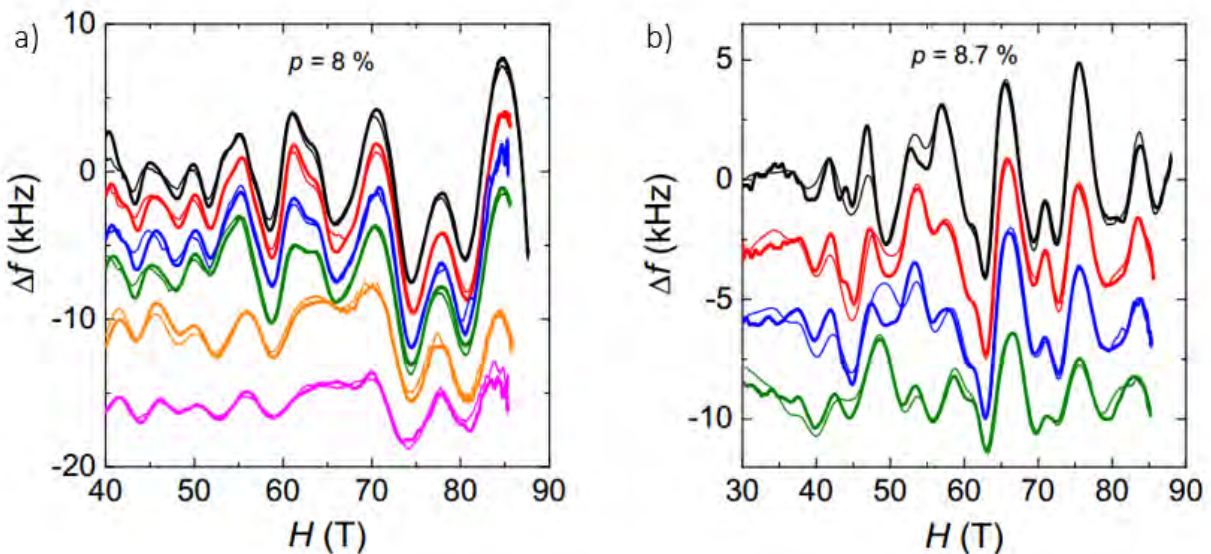 a)
p = 8 %
10
0
-10
-20
Δf (kHz)
40 50 60 70 80 90
H (T)
b)
p = 8.7 %
5
0
-5
-10
Δf (kHz)
30 40 50 60 70 80 90
H (T)